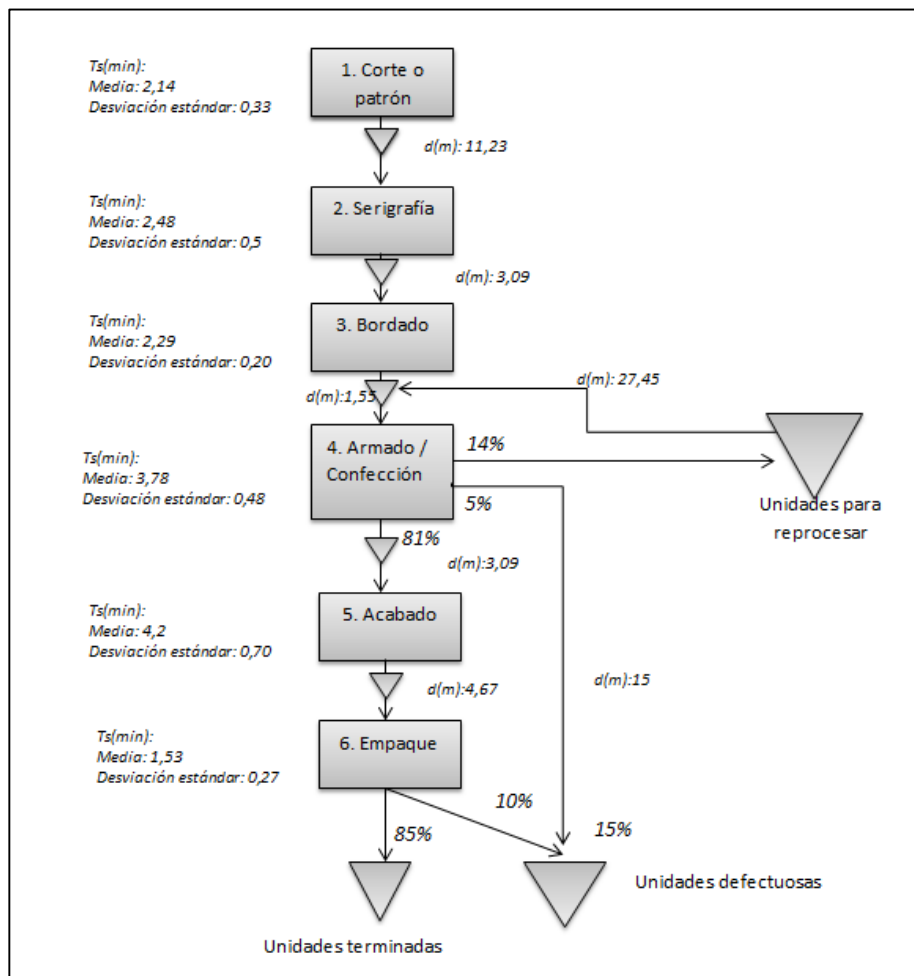 Ts(min):
Media: 2,14
Desviación estándar: 0,33
1. Corte o
patrón
d(m): 11,23
Ts(min):
Media: 2,48
Desviación estándar: 0,5
2. Serigrafía
d(m): 3,09
Ts(min):
Media: 2,29
Desviación estándar: 0,20
3. Bordado
d(m):1,55
d(m): 27,45
Ts(min):
Media: 3,78
Desviación estándar: 0,48
4. Armado /
Confección
14%
5%
Unidades para
reprocesar
81%
d(m):3,09
Ts(min):
Media: 4,2
Desviación estándar: 0,70
5. Acabado
d(m):4,67
d(m):15
Ts(min):
Media: 1,53
Desviación estándar: 0,27
6. Empaque
10%
85%
15%
Unidades defectuosas
Unidades terminadas